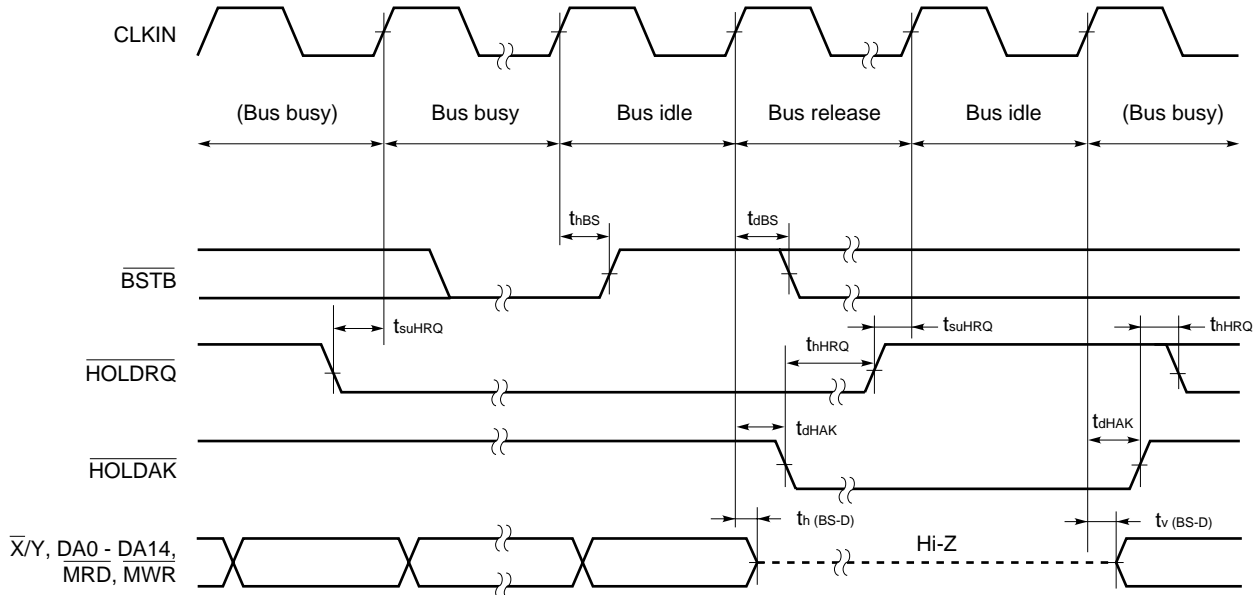 CLKIN
(Bus busy) Bus busy Bus idle Bus release Bus idle (Bus busy)
thBS tdBS
BSTB
tsuHRQ tsuHRQ thHRQ
thHRQ
HOLDRQ
tdHAK tdHAK
HOLDAK
th (BS-D) tv (BS-D)
X/Y, DA0 - DA14,
MRD, MWR
Hi-Z